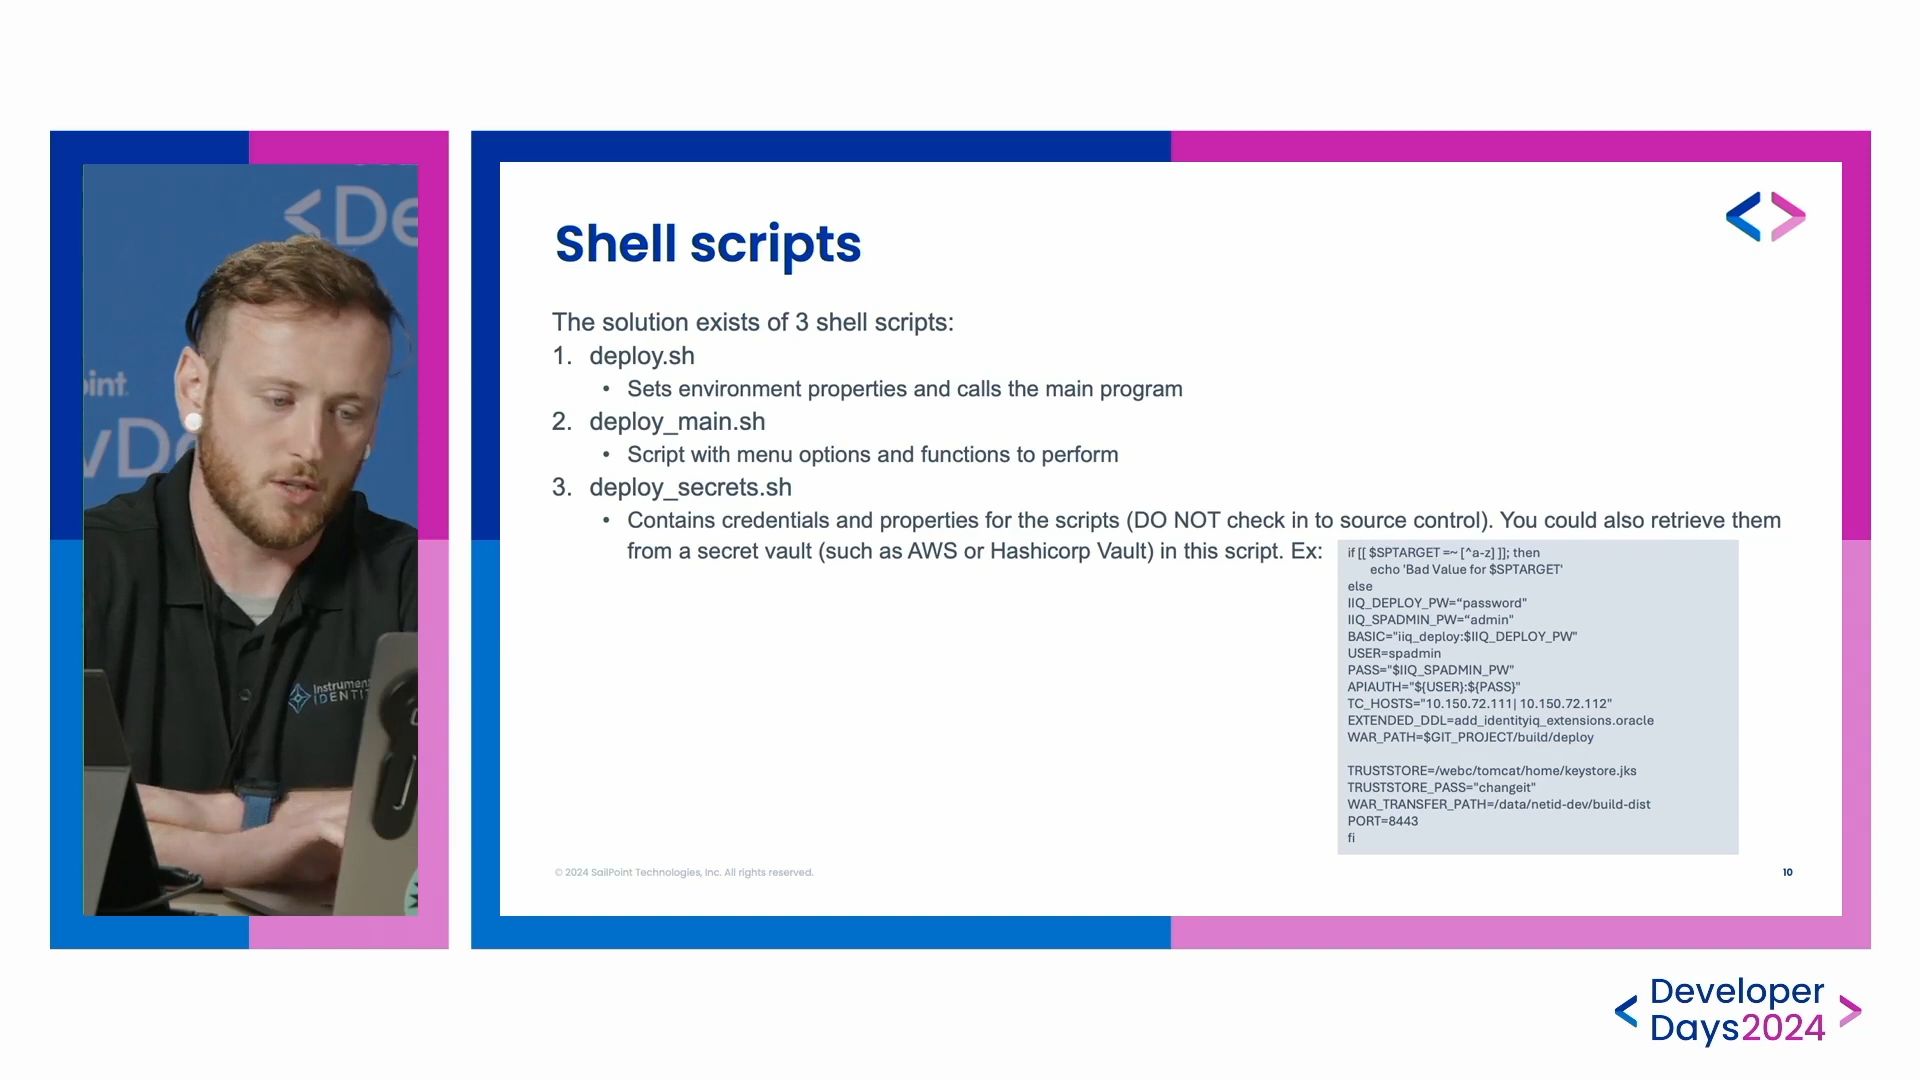 <De
oint.
vDe
Instrument
IDENTI
Shell scripts
The solution exists of 3 shell scripts:
1. deploy.sh
• Sets environment properties and calls the main program
2. deploy_main.sh
• Script with menu options and functions to perform
3. deploy_secrets.sh
• Contains credentials and properties for the scripts (DO NOT check in to source control). You could also retrieve them
from a secret vault (such as AWS or Hashicorp Vault) in this script. Ex:
if [[ $SPTARGET =~ [^a-z] ]]; then
echo 'Bad Value for $SPTARGET'
else
IIQ_DEPLOY_PW=“password"
IIQ_SPADMIN_PW=“admin"
BASIC="iiq_deploy:$IIQ_DEPLOY_PW"
USER=spadmin
PASS="$IIQ_SPADMIN_PW"
APIAUTH="${USER}:${PASS}"
TC_HOSTS="10.150.72.111| 10.150.72.112"
EXTENDED_DDL=add_identityiq_extensions.oracle
WAR_PATH=$GIT_PROJECT/build/deploy
TRUSTSTORE=/webc/tomcat/home/keystore.jks
TRUSTSTORE_PASS="changeit"
WAR_TRANSFER_PATH=/data/netid-dev/build-dist
PORT=8443
fi
© 2024 SailPoint Technologies, Inc. All rights reserved.
10
Developer
Days2024